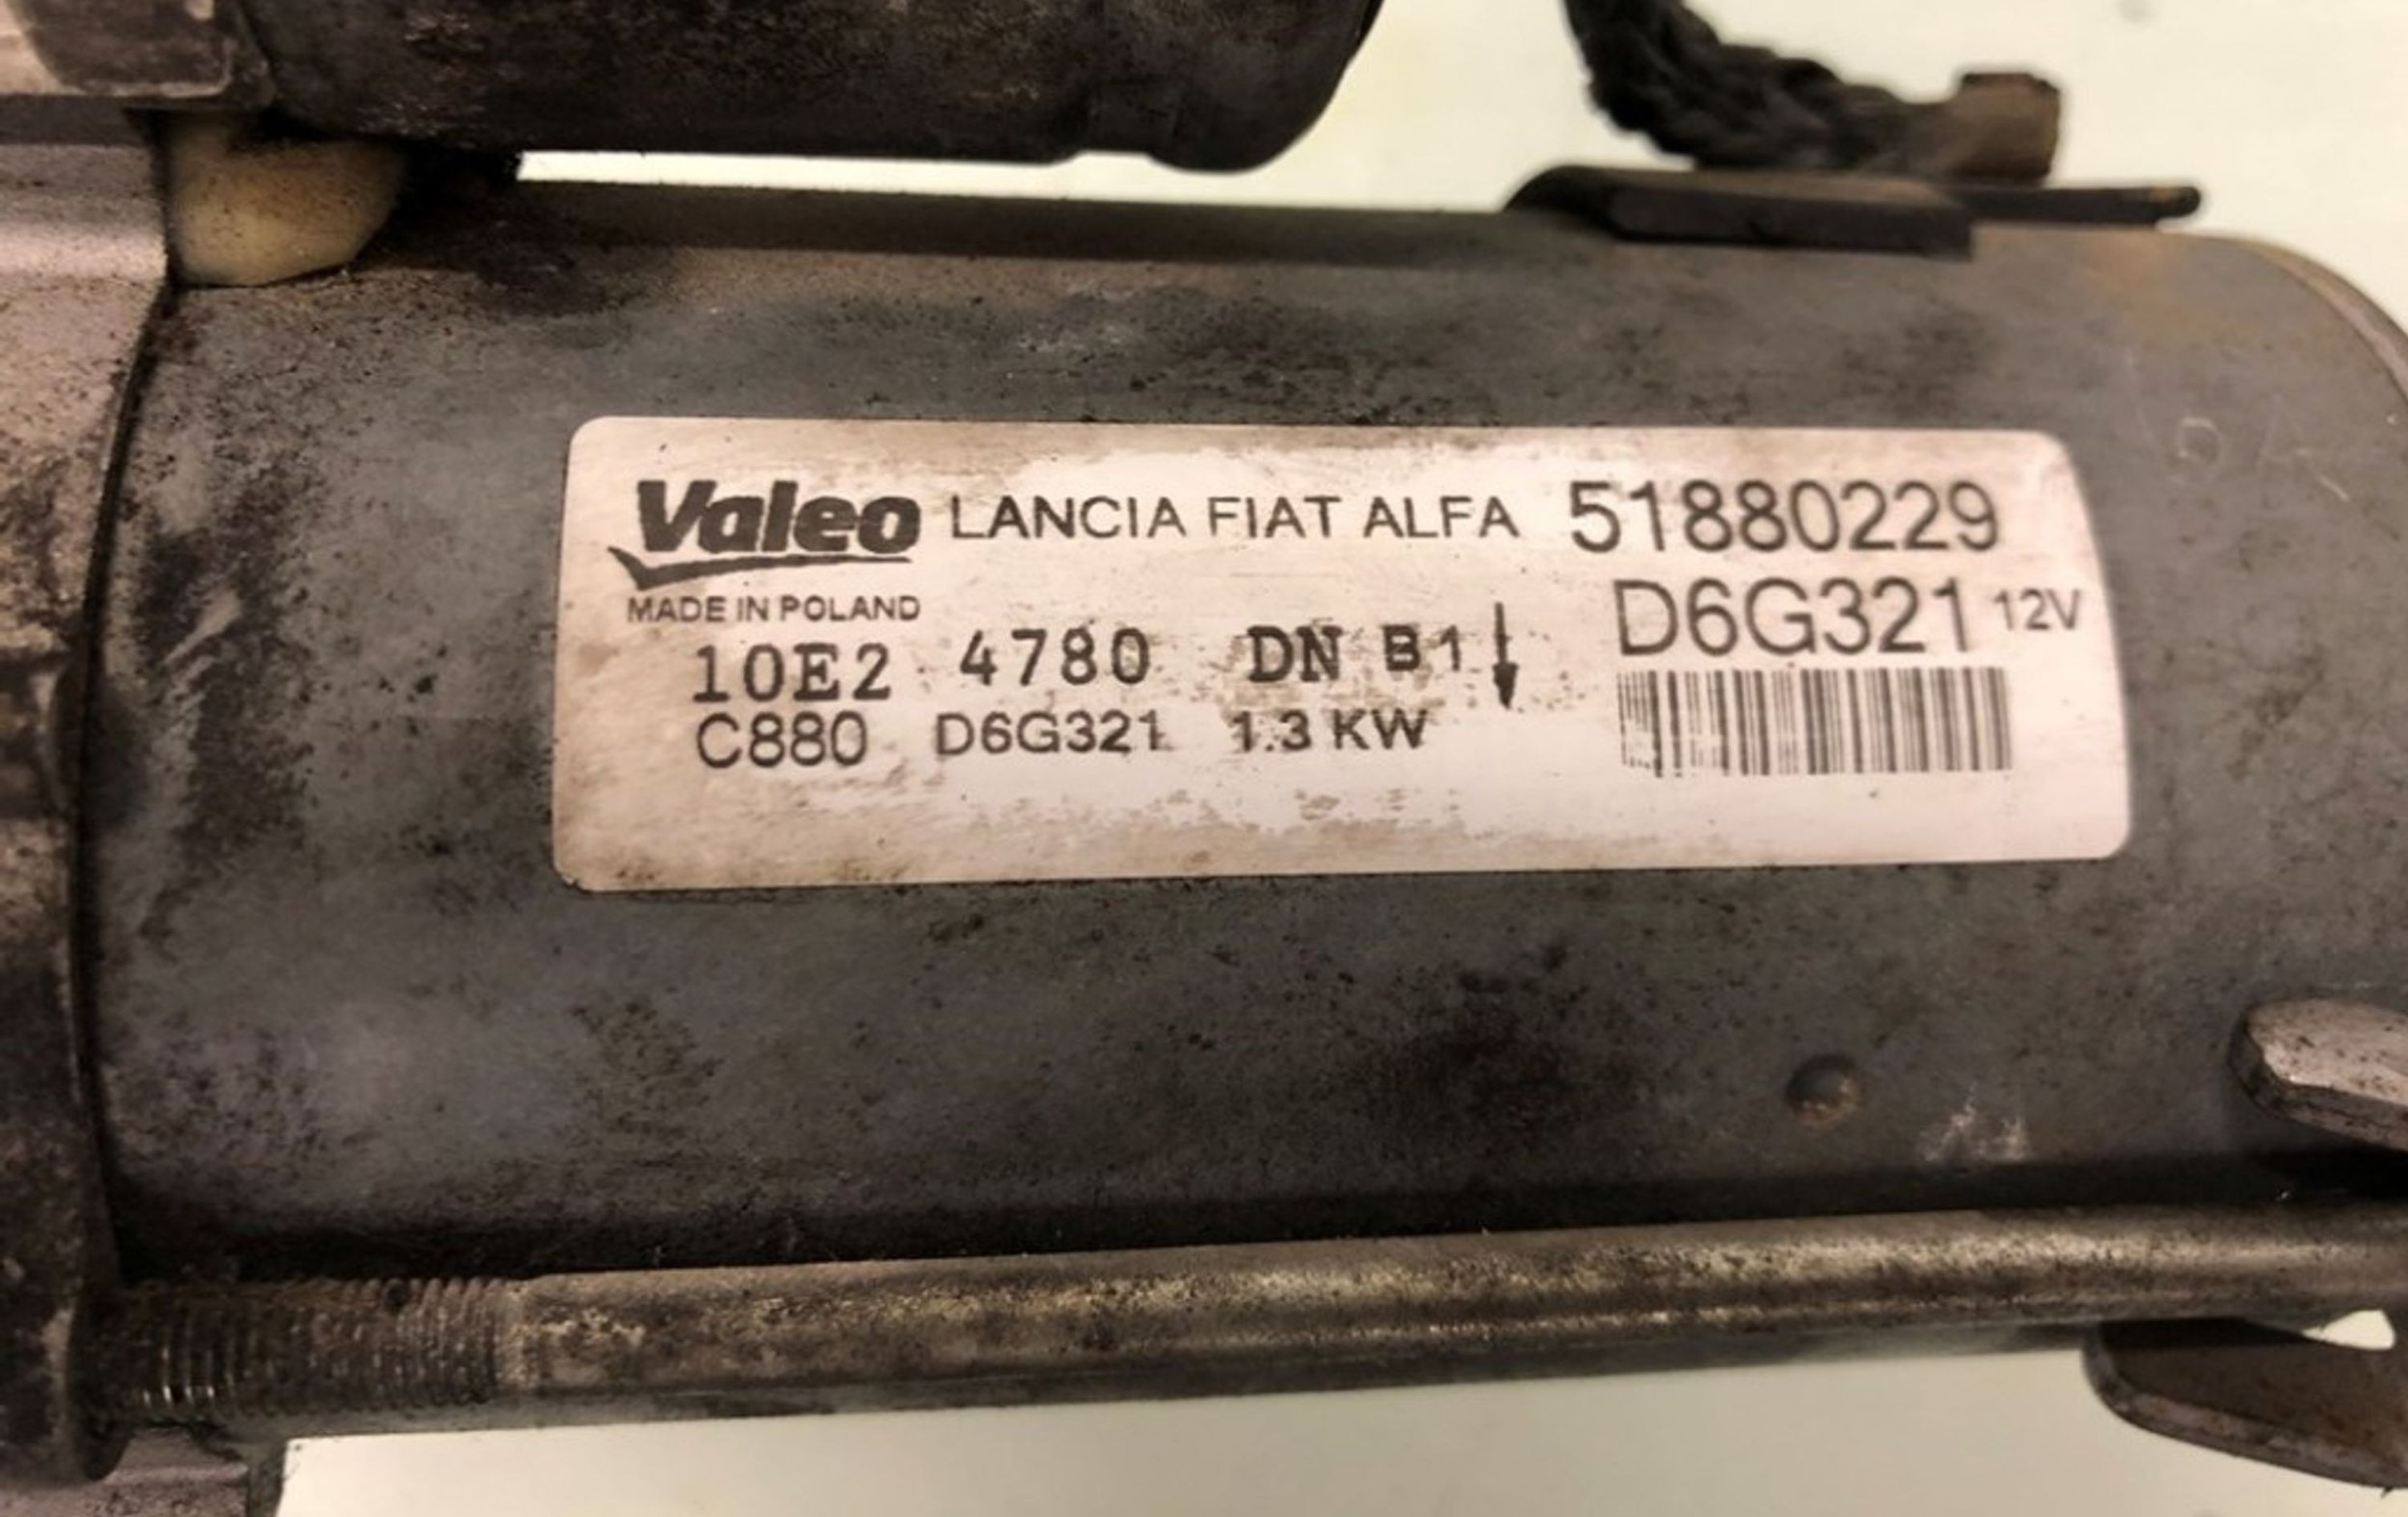 Valeo LANCIA FIAT ALFA 51880229
MADE IN POLAND D6G321 12V
10E2 4780 DN B1
C880 D6G321 1.3 KW